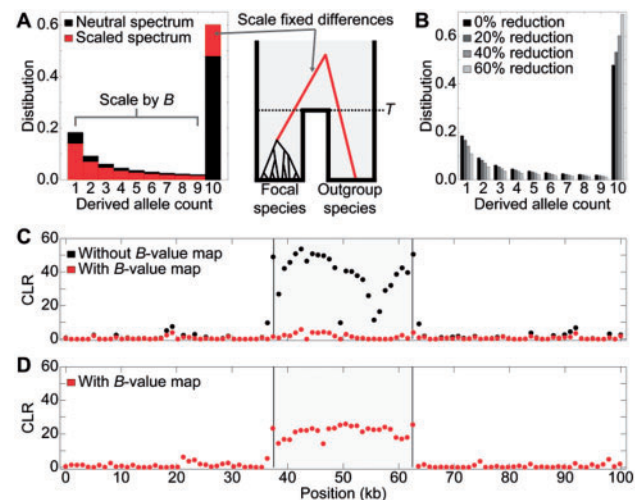 A
Neutral spectrum
Scaled spectrum
Scale fixed differences
0.6
0.4
0.2
0.0
Distibution
Scale by B
1 2 3 4 5 6 7 8 9 10
Derived allele count
T
Focal species
Outgroup species
B
0% reduction
20% reduction
40% reduction
60% reduction
0.6
0.4
0.2
0.0
Distribution
1 2 3 4 5 6 7 8 9 10
Derived allele count
C
Without B-value map
With B-value map
60
40
20
0
CLR
D
With B-value map
60
40
20
0
CLR
0 10 20 30 40 50 60 70 80 90 100
Position (kb)